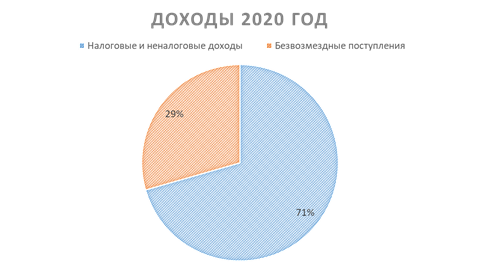 ДОХОДЫ 2020 ГОД
Налоговые и неналоговые доходы
Безвозмездные поступления
29%
71%